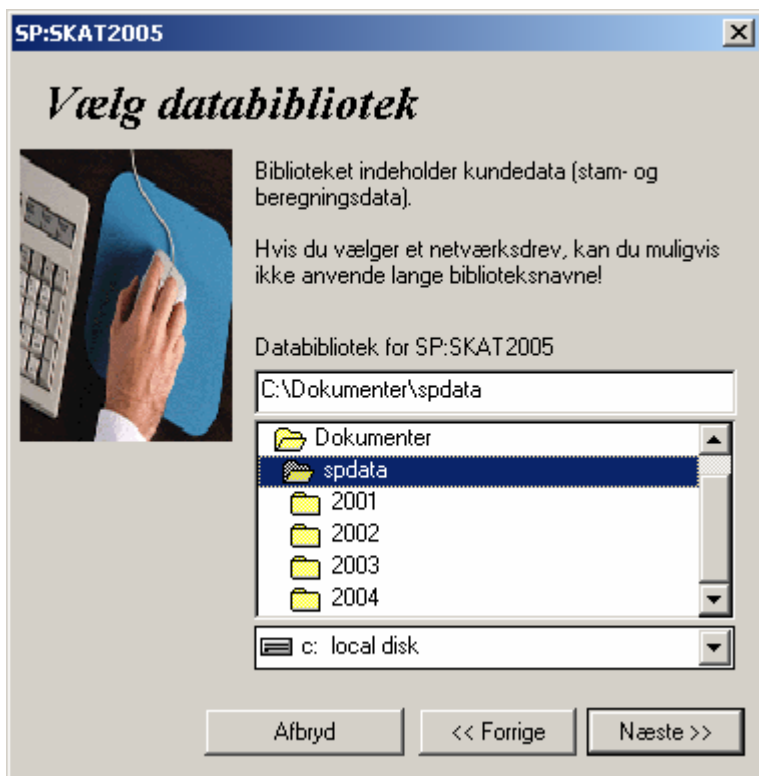 SP:SKAT2005
Vælg databibliotek
Biblioteket indeholder kundedata (stam- og
beregningsdata).
Hvis du vælger et netværksdrev, kan du muligvis
ikke anvende lange biblioteksnavne!
Databibliotek for SP:SKAT2005
C:\Dokumenter\spdata
Dokumenter
spdata
2001
2002
2003
2004
c: local disk
Afbryd
<< Forrige
Næste >>